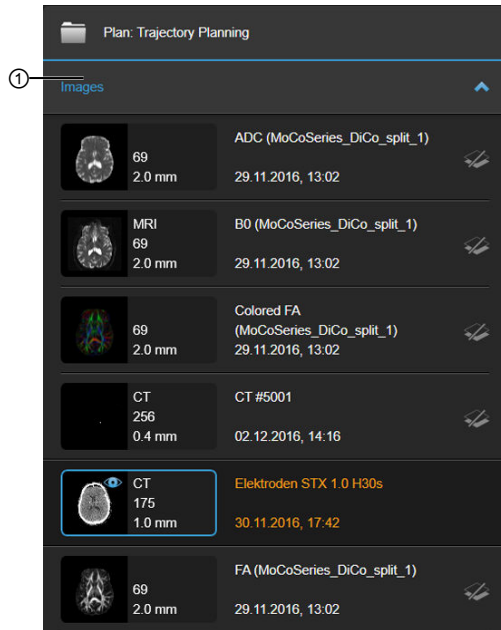 Plan: Trajectory Planning
①
Images
69
2.0 mm
ADC (MoCoSeries_DiCo_split_1)
29.11.2016, 13:02
MRI
69
2.0 mm
B0 (MoCoSeries_DiCo_split_1)
29.11.2016, 13:02
69
2.0 mm
Colored FA
(MoCoSeries_DiCo_split_1)
29.11.2016, 13:02
CT
256
0.4 mm
CT #5001
02.12.2016, 14:16
CT
175
1.0 mm
Elektroden STX 1.0 H30s
30.11.2016, 17:42
69
2.0 mm
FA (MoCoSeries_DiCo_split_1)
29.11.2016, 13:02